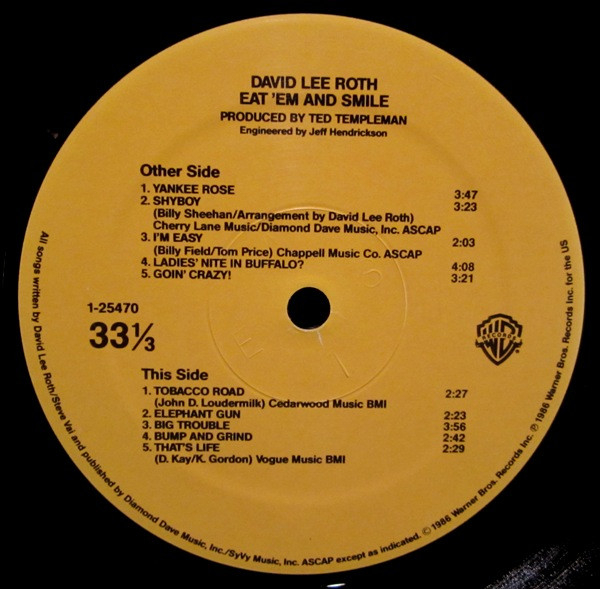 DAVID LEE ROTH
EAT 'EM AND SMILE
PRODUCED BY TED TEMPLEMAN
Engineered by Jeff Hendrickson
Other Side
1. YANKEE ROSE 3:47
2. SHYBOY 3:23
(Billy Sheehan/Arrangement by David Lee Roth)
Cherry Lane Music/Diamond Dave Music, Inc. ASCAP
3. I'M EASY 2:03
(Billy Field/Tom Price) Chappell Music Co. ASCAP
4. LADIES' NITE IN BUFFALO? 4:08
5. GOIN' CRAZY! 3:21
1-25470
33⅓
WB
RECORDS
This Side
1. TOBACCO ROAD 2:27
(John D. Loudermilk) Cedarwood Music BMI
2. ELEPHANT GUN 2:23
3. BIG TROUBLE 3:56
4. BUMP AND GRIND 2:42
5. THAT'S LIFE 2:29
(D. Kay/K. Gordon) Vogue Music BMI
All songs written by David Lee Roth/Steve Vai and published by Diamond Dave Music, Inc./SyVy Music, Inc. ASCAP except as indicated. © 1986 Warner Bros. Records Inc. ℗ 1986 Warner Bros. Records Inc. for the US